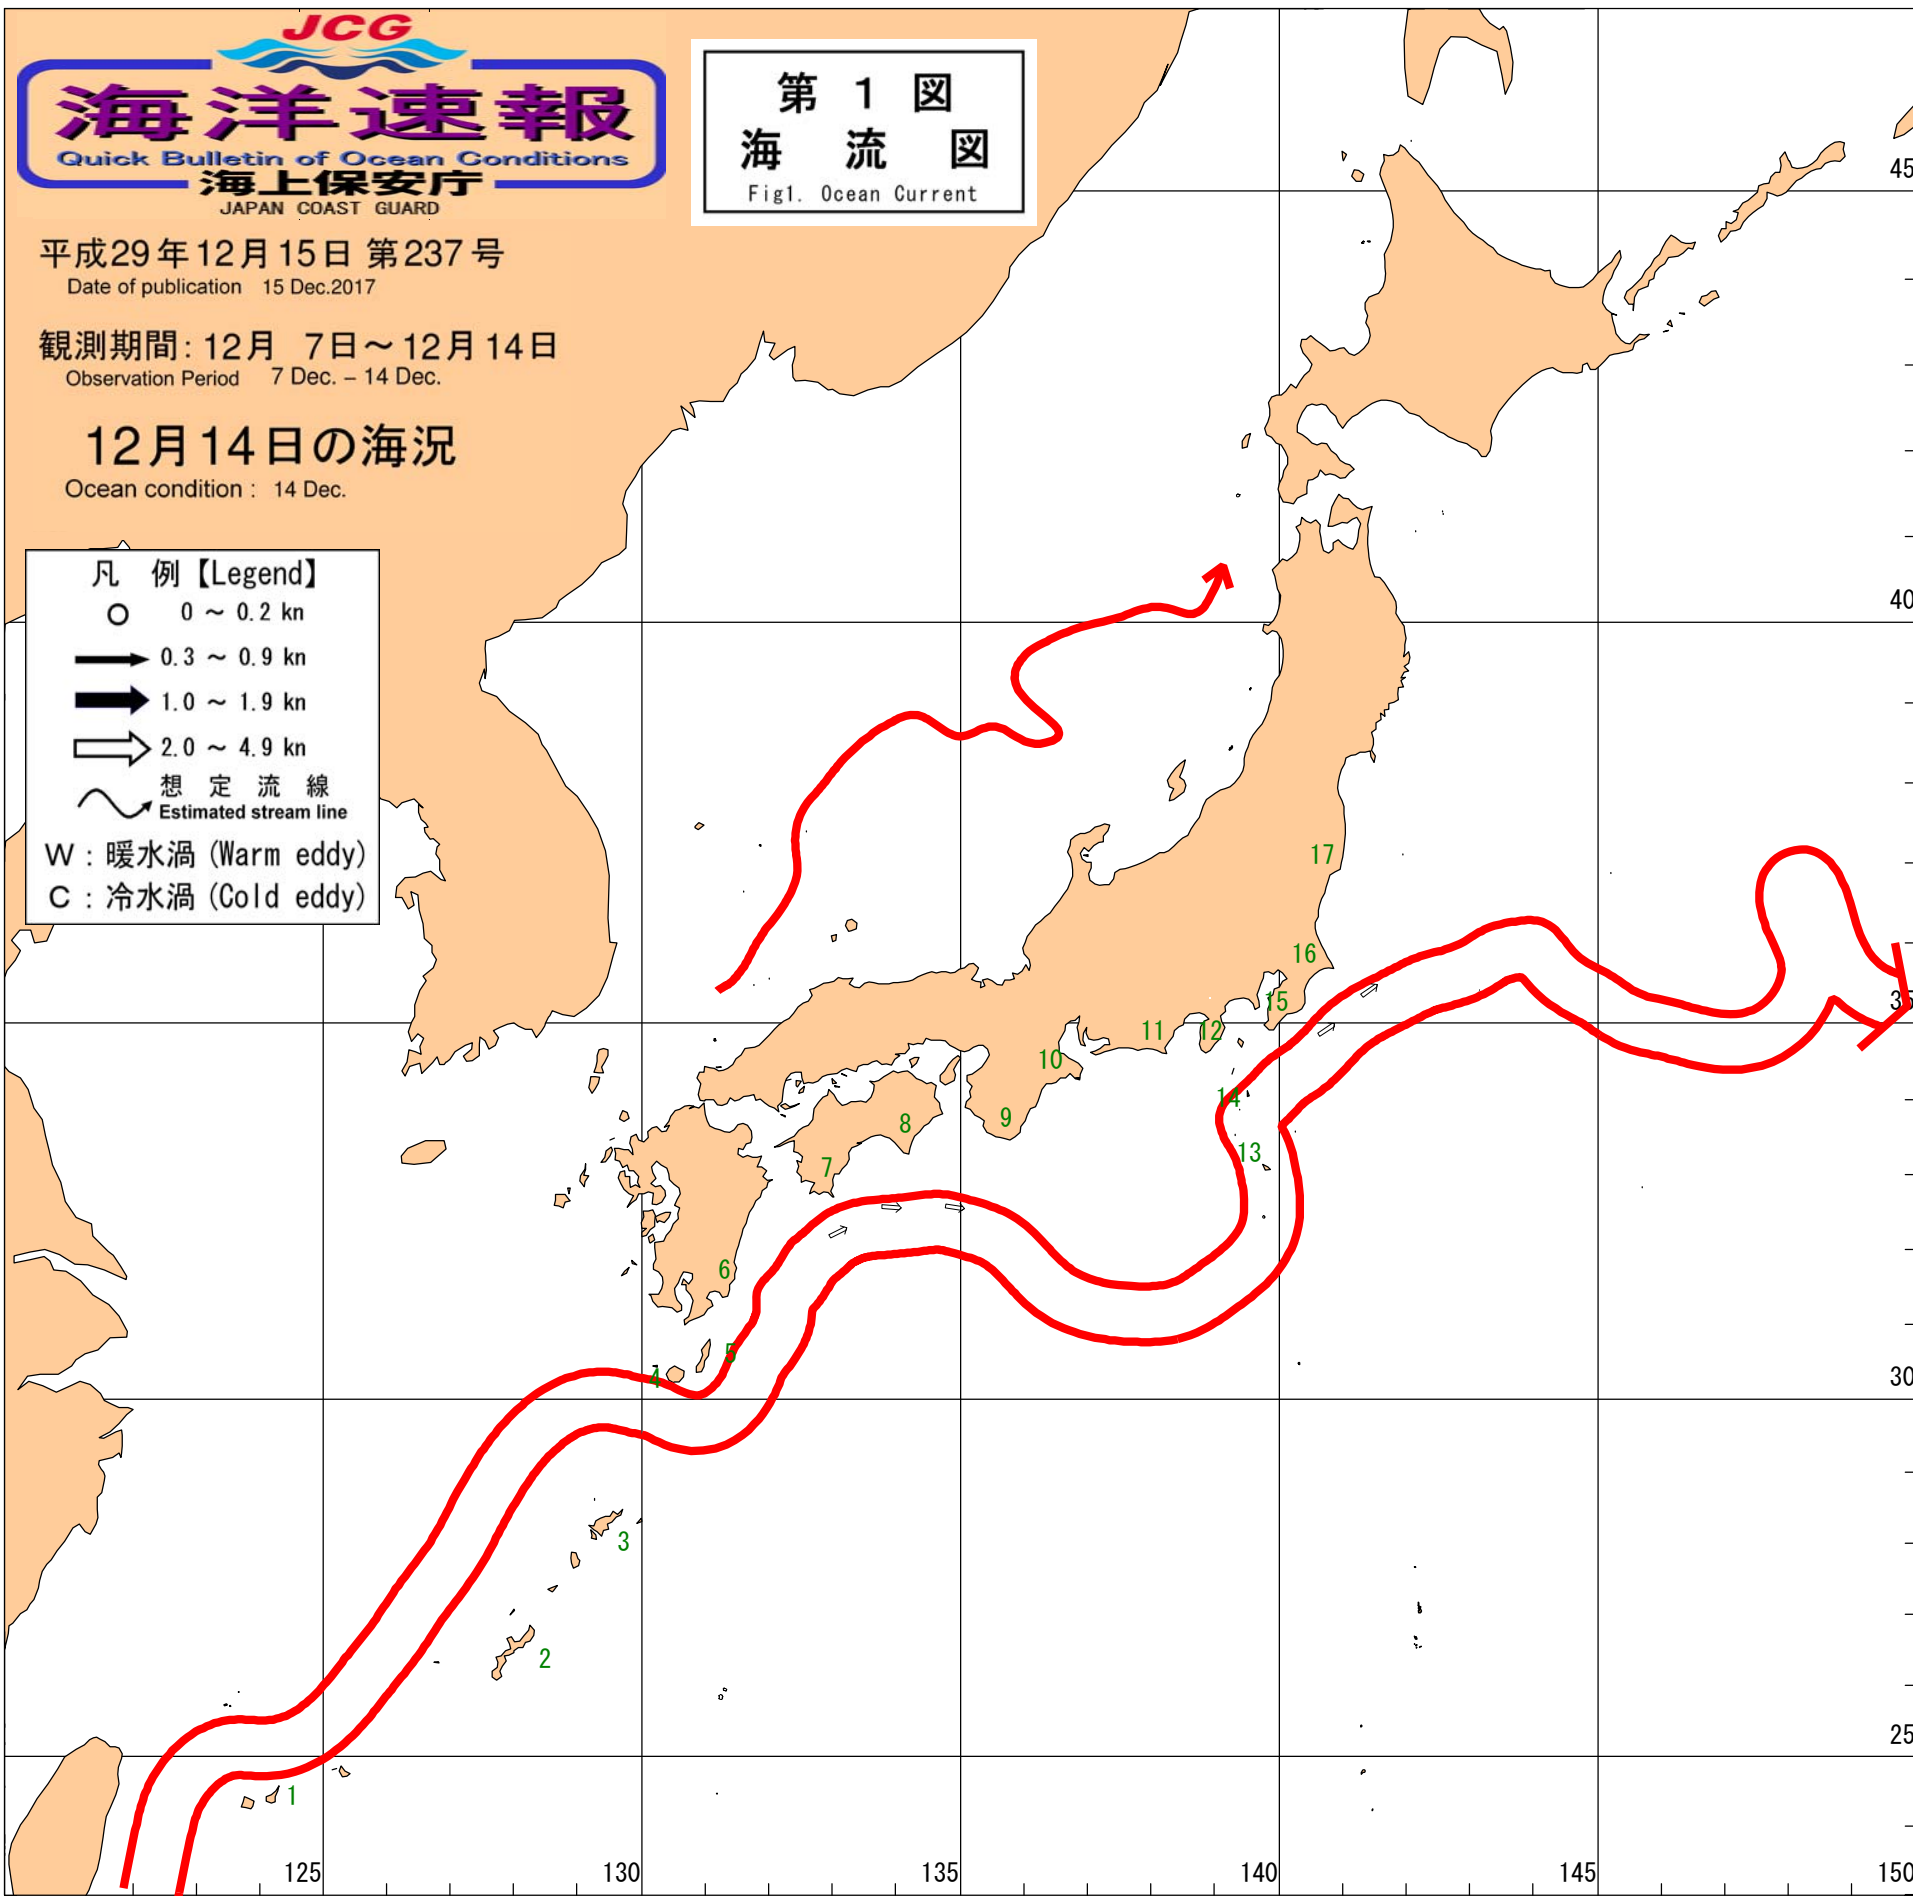 JCG
海洋速報
Quick Bulletin of Ocean Conditions
海上保安庁
JAPAN COAST GUARD
第 1 図
海 流 図
Fig1. Ocean Current
平成29年12月15日 第237号
Date of publication 15 Dec.2017
観測期間: 12月 7日～12月14日
Observation Period 7 Dec. – 14 Dec.
12月14日の海況
Ocean condition : 14 Dec.
凡 例【Legend】
0 ～ 0.2 kn
0.3 ～ 0.9 kn
1.0 ～ 1.9 kn
2.0 ～ 4.9 kn
想 定 流 線
Estimated stream line
W : 暖水渦 (Warm eddy)
C : 冷水渦 (Cold eddy)
45
40
17
16
35
15
11
12
10
14
9
8
13
7
6
5
4
30
3
2
25
1
125
130
135
140
145
150